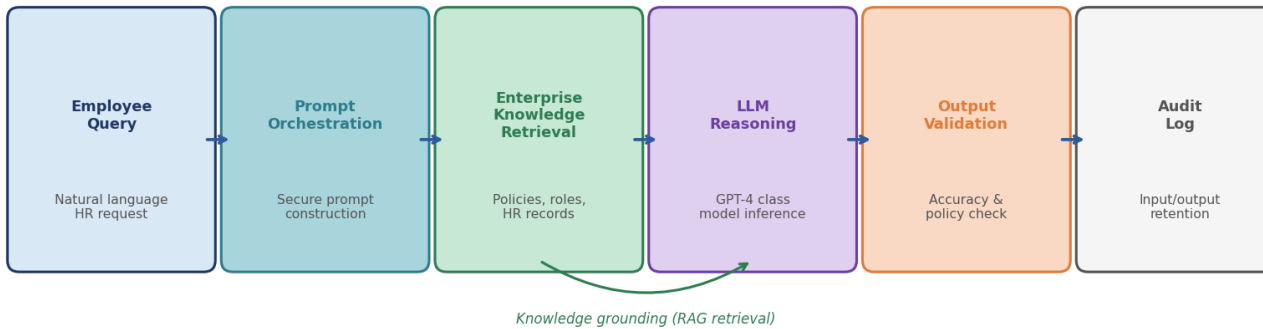 Employee
Query
Natural language
HR request
Prompt
Orchestration
Secure prompt
construction
Enterprise
Knowledge
Retrieval
Policies, roles,
HR records
LLM
Reasoning
GPT-4 class
model inference
Output
Validation
Accuracy &
policy check
Audit
Log
Input/output
retention
Knowledge grounding (RAG retrieval)